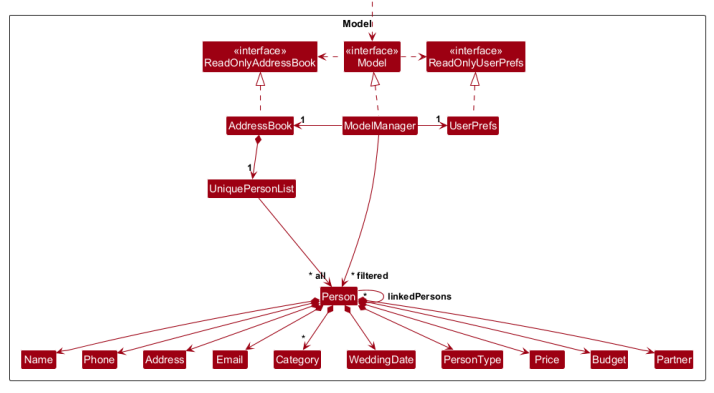 Model
«interface»
ReadOnlyAddressBook
«interface»
Model
«interface»
ReadOnlyUserPrefs
AddressBook
1
ModelManager
1
UserPrefs
1
UniquePersonList
* all
* filtered
Person
*
linkedPersons
*
Name
Phone
Address
Email
Category
WeddingDate
PersonType
Price
Budget
Partner